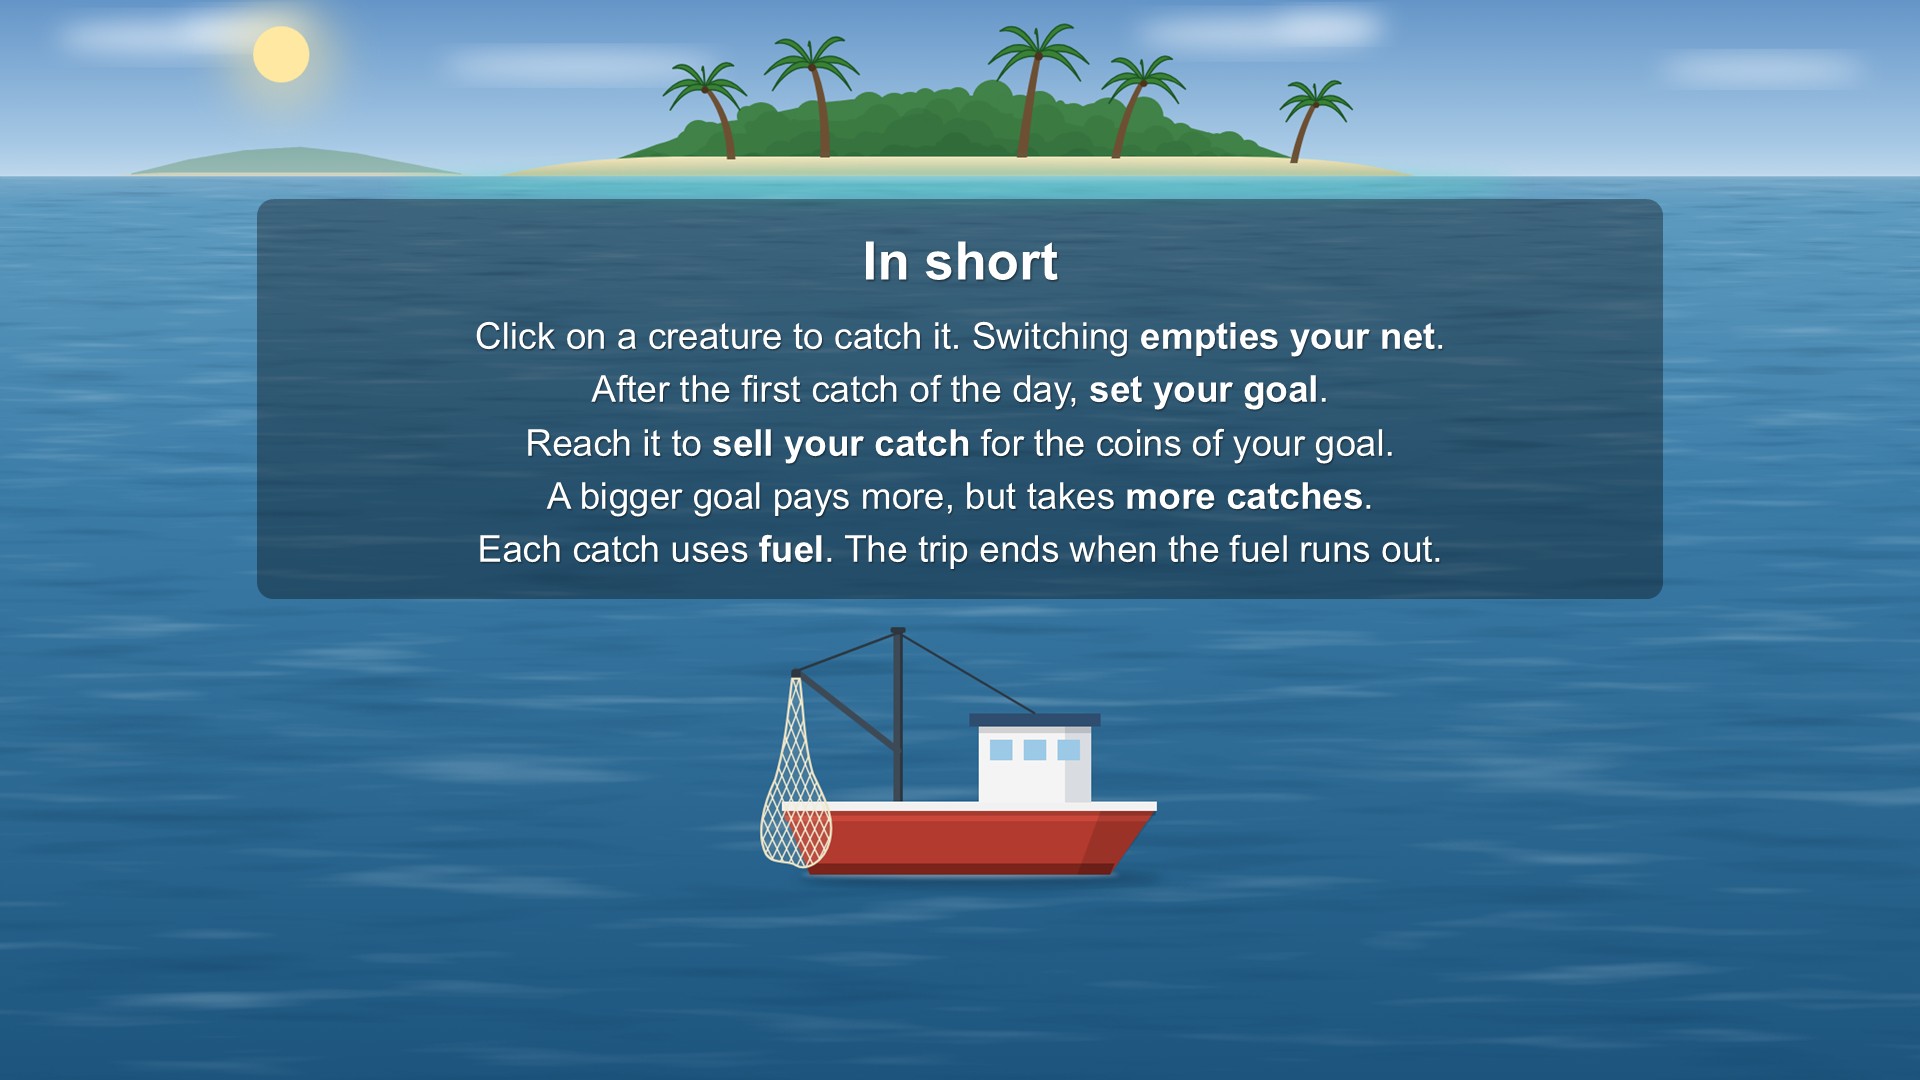 In short
Click on a creature to catch it. Switching empties your net.
After the first catch of the day, set your goal.
Reach it to sell your catch for the coins of your goal.
A bigger goal pays more, but takes more catches.
Each catch uses fuel. The trip ends when the fuel runs out.